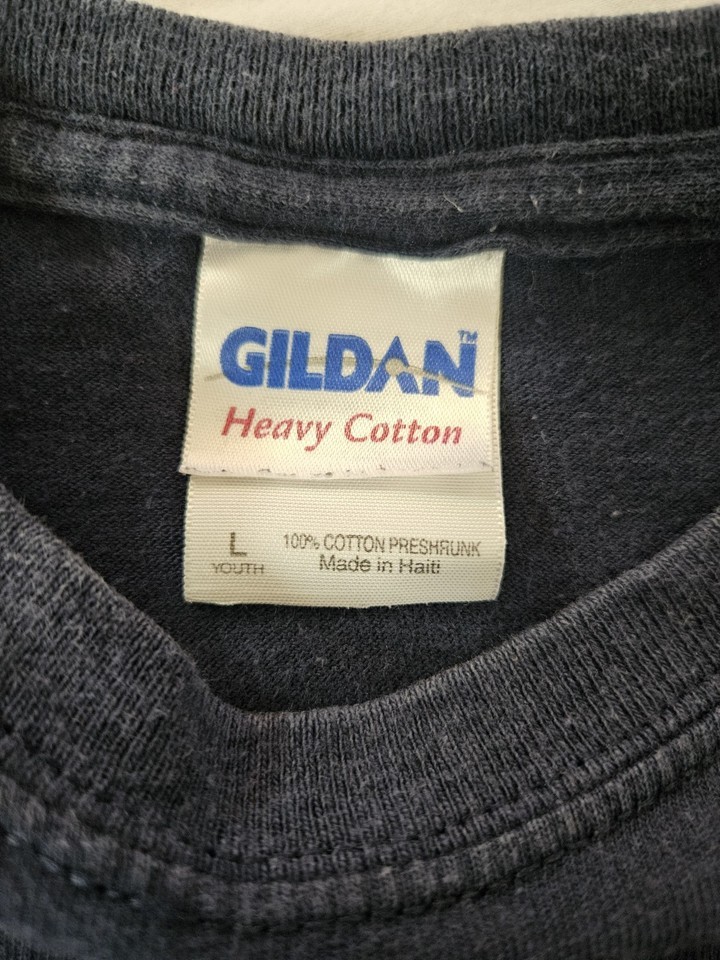 GILDAN™
Heavy Cotton
L 100% COTTON PRESHRUNK
YOUTH Made in Haiti